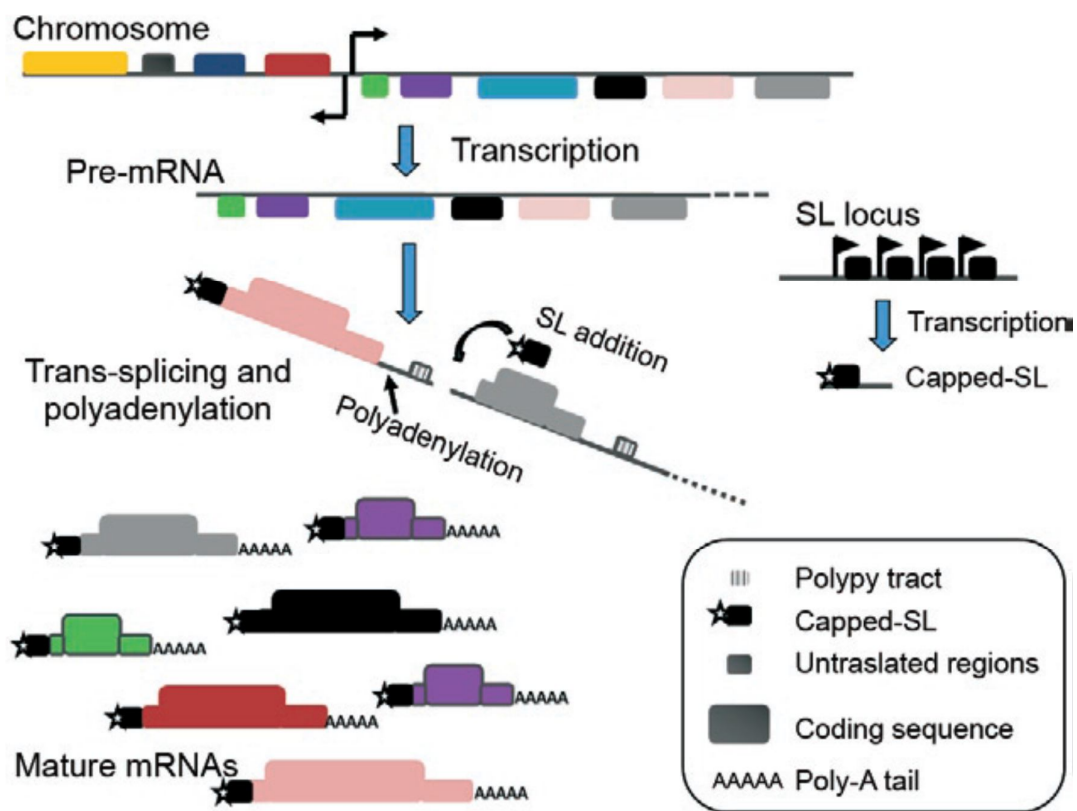 Chromosome
Transcription
Pre-mRNA
SL locus
Transcription
Capped-SL
SL addition
Trans-splicing and
polyadenylation
Polyadenylation
AAAAA
AAAAA
AAAAA
AAAAA
AAAAA
AAAAA
Mature mRNAs
AAAAA
Polypy tract
Capped-SL
Untraslated regions
Coding sequence
AAAAA Poly-A tail